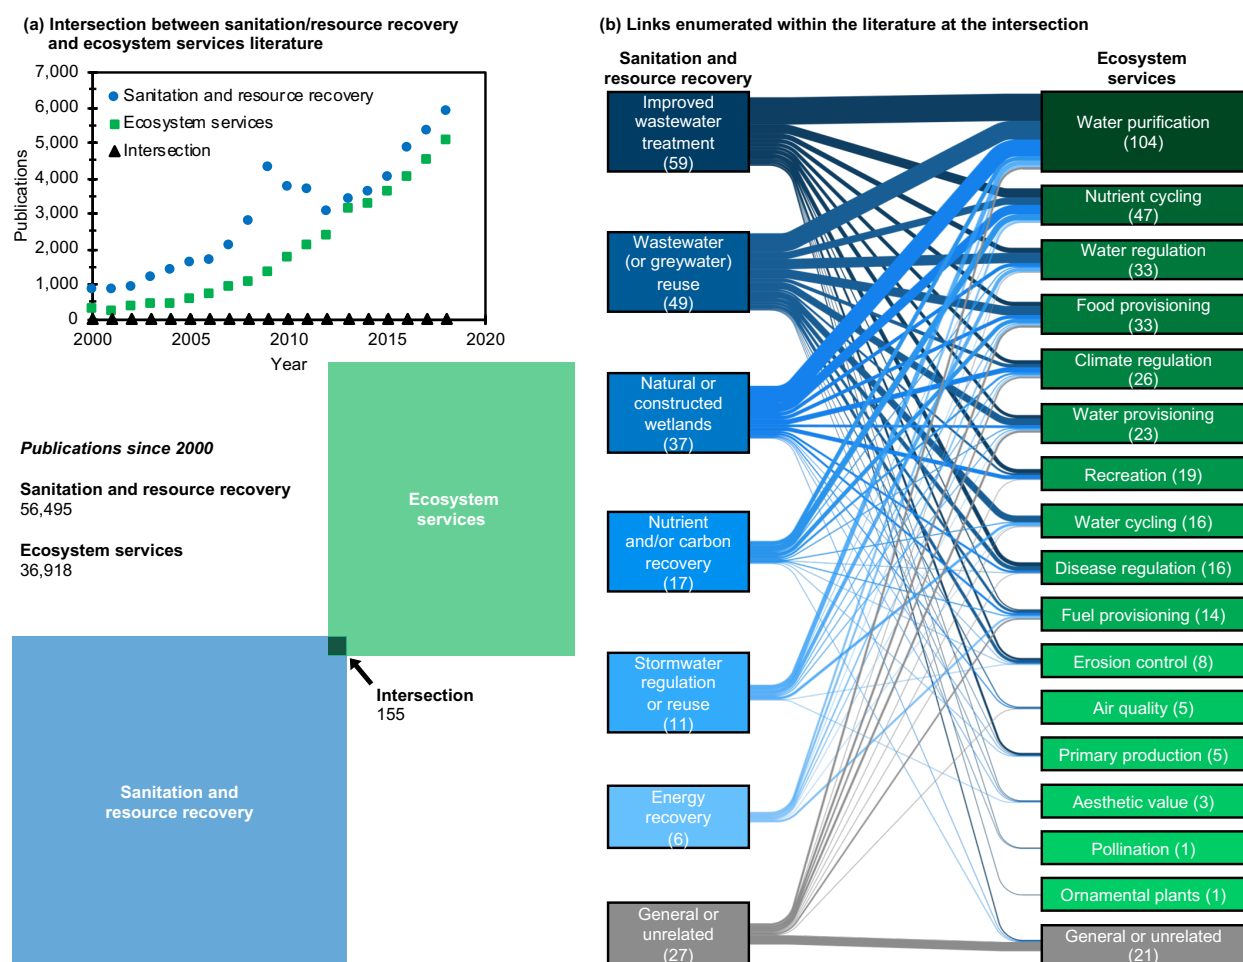 (a) Intersection between sanitation/resource recovery
and ecosystem services literature
7,000
6,000
5,000
4,000
3,000
2,000
1,000
0
Publications
Sanitation and resource recovery
Ecosystem services
Intersection
2000
2005
2010
2015
2020
Year
Publications since 2000
Sanitation and resource recovery
56,495
Ecosystem services
36,918
Ecosystem
services
Intersection
155
Sanitation and
resource recovery
(b) Links enumerated within the literature at the intersection
Sanitation and
resource recovery
Improved
wastewater
treatment
(59)
Wastewater
(or greywater)
reuse
(49)
Natural or
constructed
wetlands
(37)
Nutrient
and/or carbon
recovery
(17)
Stormwater
regulation
or reuse
(11)
Energy
recovery
(6)
General or
unrelated
(27)
Ecosystem
services
Water purification
(104)
Nutrient cycling
(47)
Water regulation
(33)
Food provisioning
(33)
Climate regulation
(26)
Water provisioning
(23)
Recreation (19)
Water cycling (16)
Disease regulation (16)
Fuel provisioning (14)
Erosion control (8)
Air quality (5)
Primary production (5)
Aesthetic value (3)
Pollination (1)
Ornamental plants (1)
General or unrelated
(21)